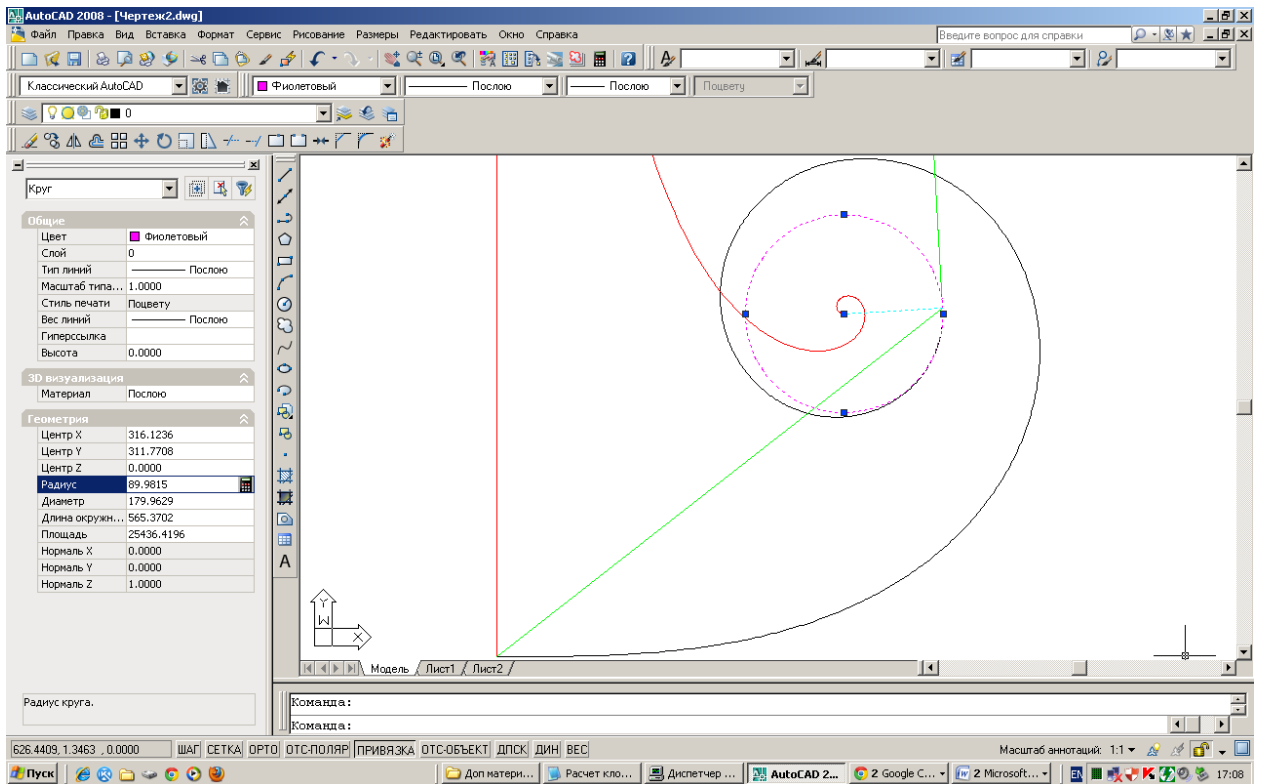 AutoCAD 2008 - [Чертеж2.dwg]
Файл Правка Вид Вставка Формат Сервис Рисование Размеры Редактировать Окно Справка
Введите вопрос для справки
Классический AutoCAD
Фиолетовый
Послою
Послою
Поцвету
0
Круг
Общие
Цвет Фиолетовый
Слой 0
Тип линий Послою
Масштаб типа... 1.0000
Стиль печати Поцвету
Вес линий Послою
Гиперссылка
Высота 0.0000
3D визуализация
Материал Послою
Геометрия
Центр X 316.1236
Центр Y 311.7708
Центр Z 0.0000
Радиус 89.9815
Диаметр 179.9629
Длина окружн... 565.3702
Площадь 25436.4196
Нормаль X 0.0000
Нормаль Y 0.0000
Нормаль Z 1.0000
A
Y
W
X
Модель Лист1 Лист2
Радиус круга.
Команда:
Команда:
626.4409, 1.3463 , 0.0000 ШАГ СЕТКА ОРТО ОТС-ПОЛЯР ПРИВЯЗКА ОТС-ОБЪЕКТ ДПСК ДИН ВЕС Масштаб аннотаций: 1:1
Пуск Доп матери... Расчет кло... Диспетчер ... AutoCAD 2... 2 Google C... 2 Microsoft... EN 17:08